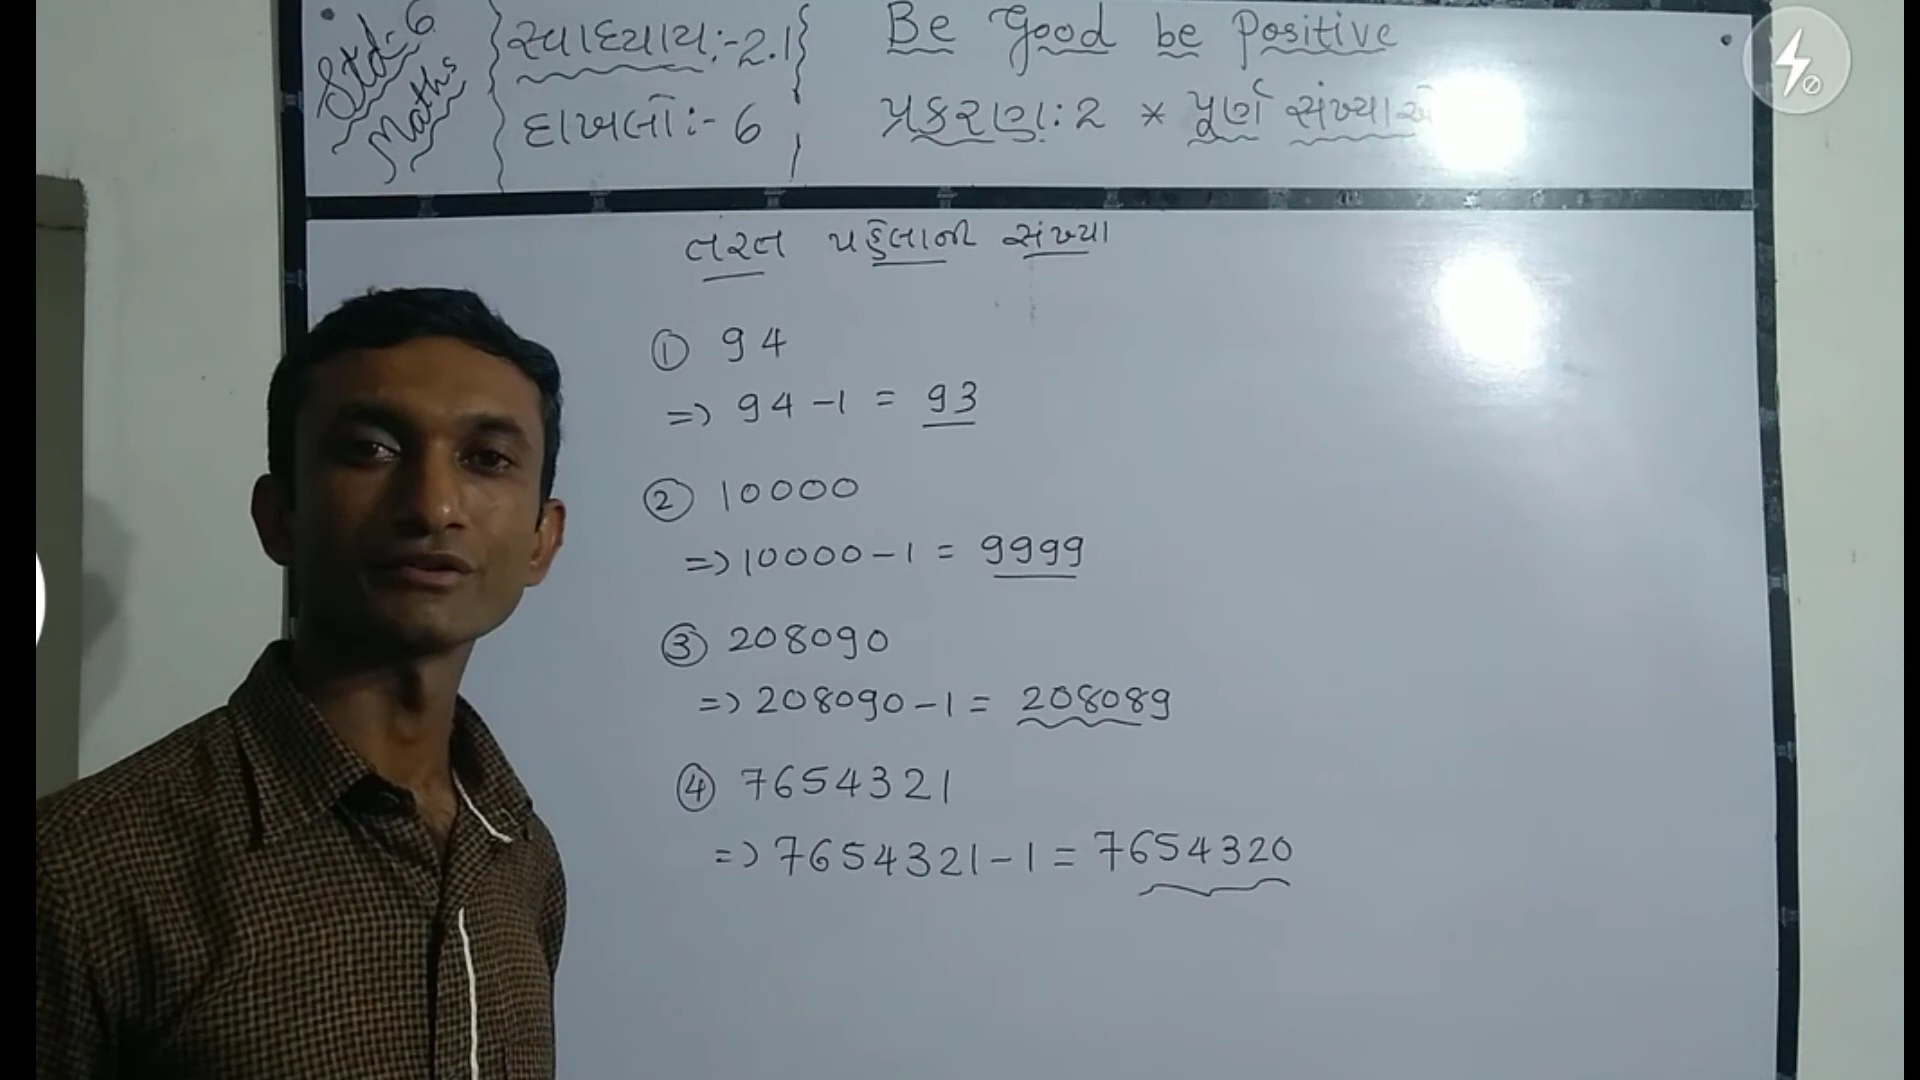 Std-6
Maths
સ્વાધ્યાય:-2.1
દાખલો:- 6
Be Good be Positive
પ્રકરણ: 2 * પૂર્ણ સંખ્યાઓ
તરત પહેલાની સંખ્યા
① 94
=> 94-1 = 93
② 10000
=> 10000-1 = 9999
③ 208090
=> 208090-1 = 208089
④ 7654321
=> 7654321-1 = 7654320